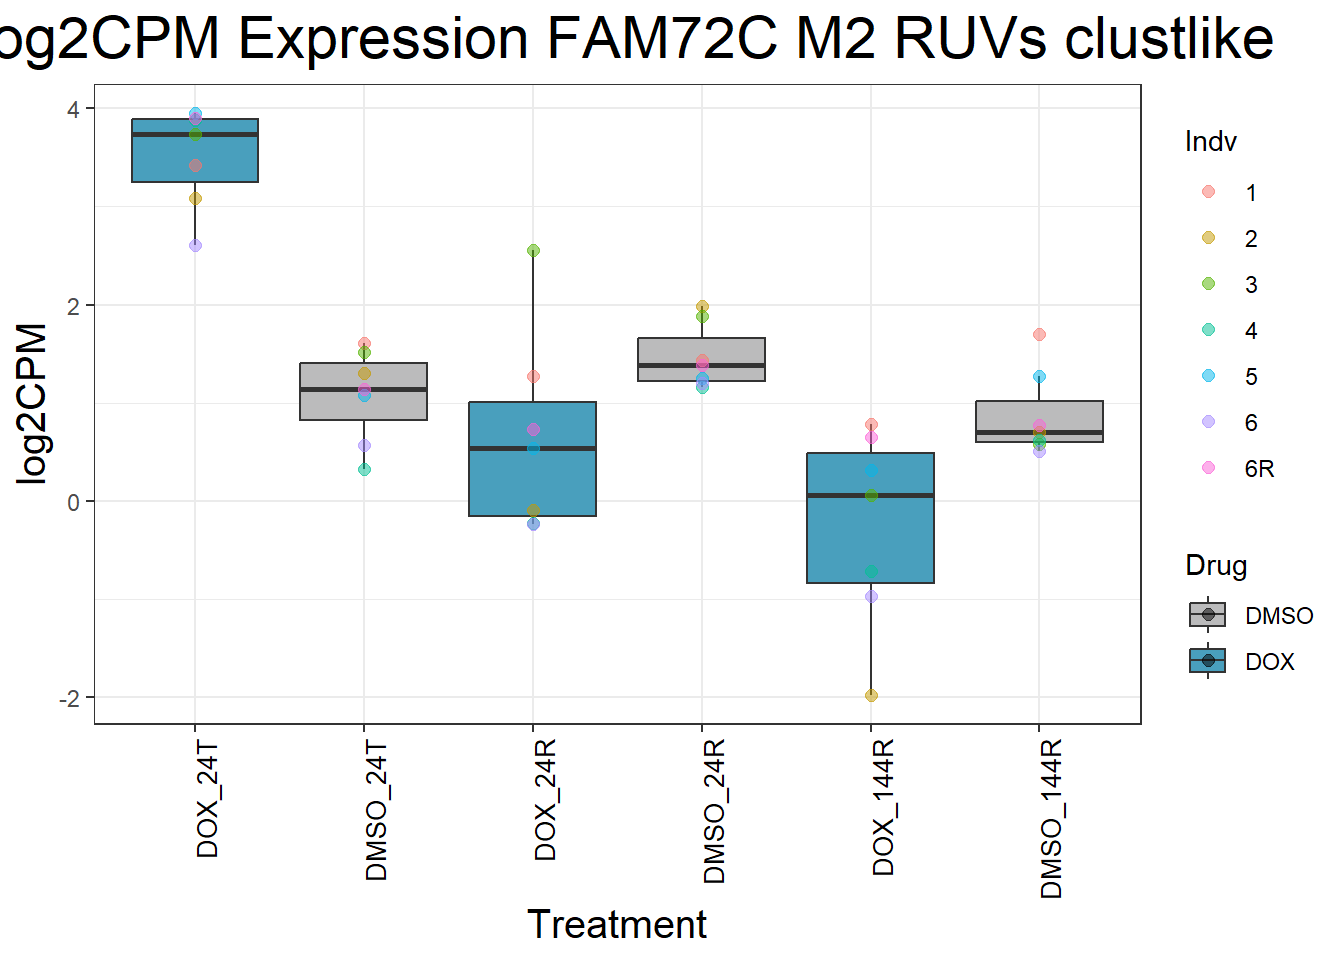 og2CPM Expression FAM72C M2 RUVs clustlike
log2CPM
4
2
0
-2
DOX_24T
DMSO_24T
DOX_24R
DMSO_24R
DOX_144R
DMSO_144R
Treatment
Indv
1
2
3
4
5
6
6R
Drug
DMSO
DOX